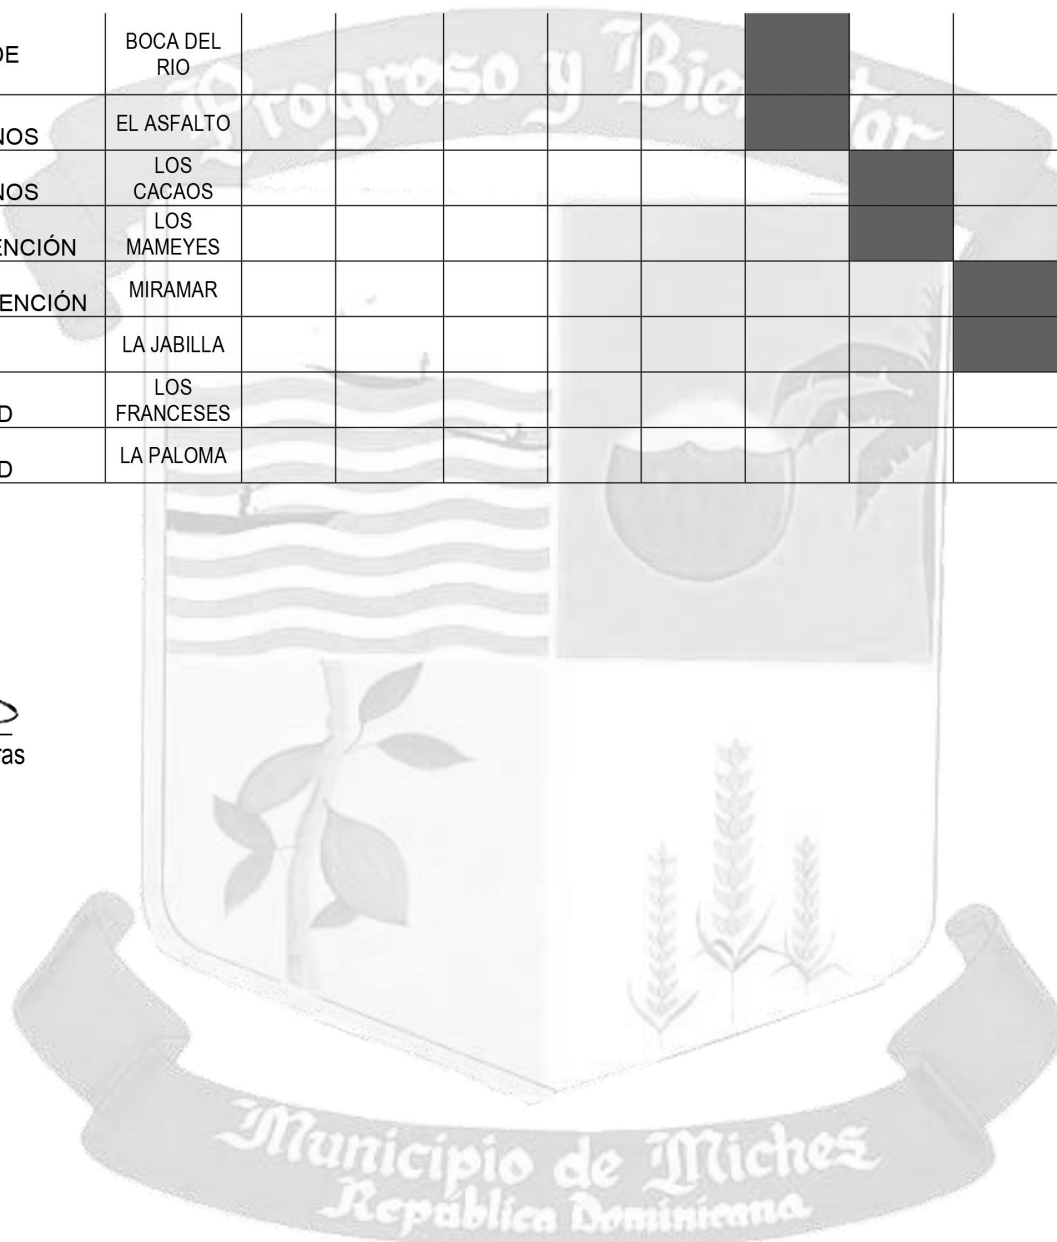 DE
BOCA DEL
RIO
NOS
EL ASFALTO
NOS
LOS
CACAOS
ENCIÓN
LOS
MAMEYES
ENCIÓN
MIRAMAR
LA JABILLA
D
LOS
FRANCESES
D
LA PALOMA
ras
Progreso y Bienestar
Municipio de Miches
República Dominicana